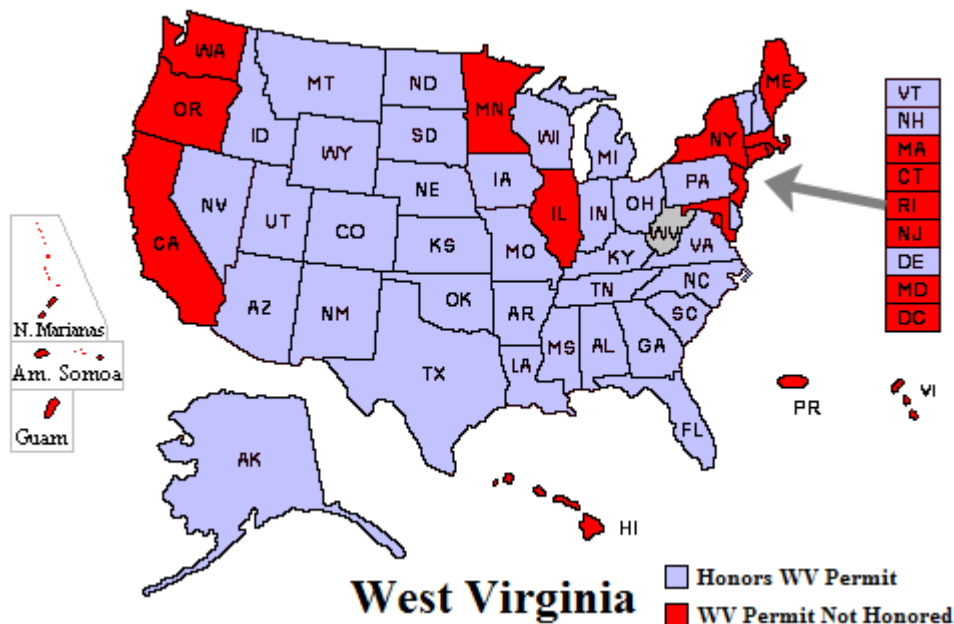 WA
MT
ND
MN
ME
OR
ID
SD
WI
NY
WY
MI
IA
PA
NE
NV
UT
IL
IN
OH
CO
WV
CA
KS
MO
KY
VA
TN
NC
OK
AZ
NM
AR
SC
MS
AL
GA
LA
TX
FL
AK
HI
VT
NH
MA
CT
RI
NJ
DE
MD
DC
N. Marianas
Am. Somoa
Guam
PR
VI
West Virginia
Honors WV Permit
WV Permit Not Honored